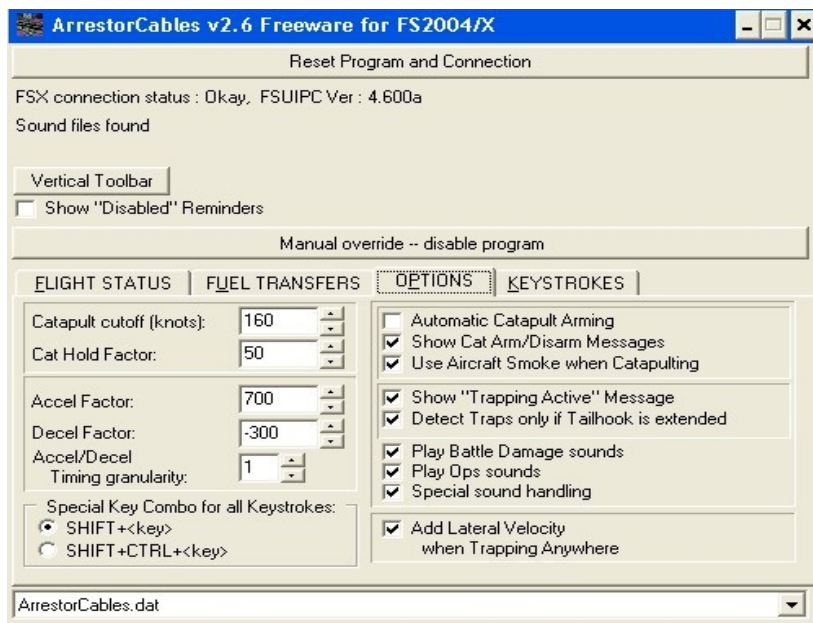 ArrestorCables v2.6 Freeware for FS2004/X
Reset Program and Connection
FSX connection status : Okay, FSUIPC Ver : 4.600a
Sound files found
Vertical Toolbar
Show "Disabled" Reminders
Manual override -- disable program
FLIGHT STATUS
FUEL TRANSFERS
OPTIONS
KEYSTROKES
Catapult cutoff (knots): 160
Cat Hold Factor: 50
Accel Factor: 700
Decel Factor: -300
Accel/Decel
Timing granularity: 1
Special Key Combo for all Keystrokes:
SHIFT+<key>
SHIFT+CTRL+<key>
Automatic Catapult Arming
Show Cat Arm/Disarm Messages
Use Aircraft Smoke when Catapulting
Show "Trapping Active" Message
Detect Traps only if Tailhook is extended
Play Battle Damage sounds
Play Ops sounds
Special sound handling
Add Lateral Velocity
when Trapping Anywhere
ArrestorCables.dat